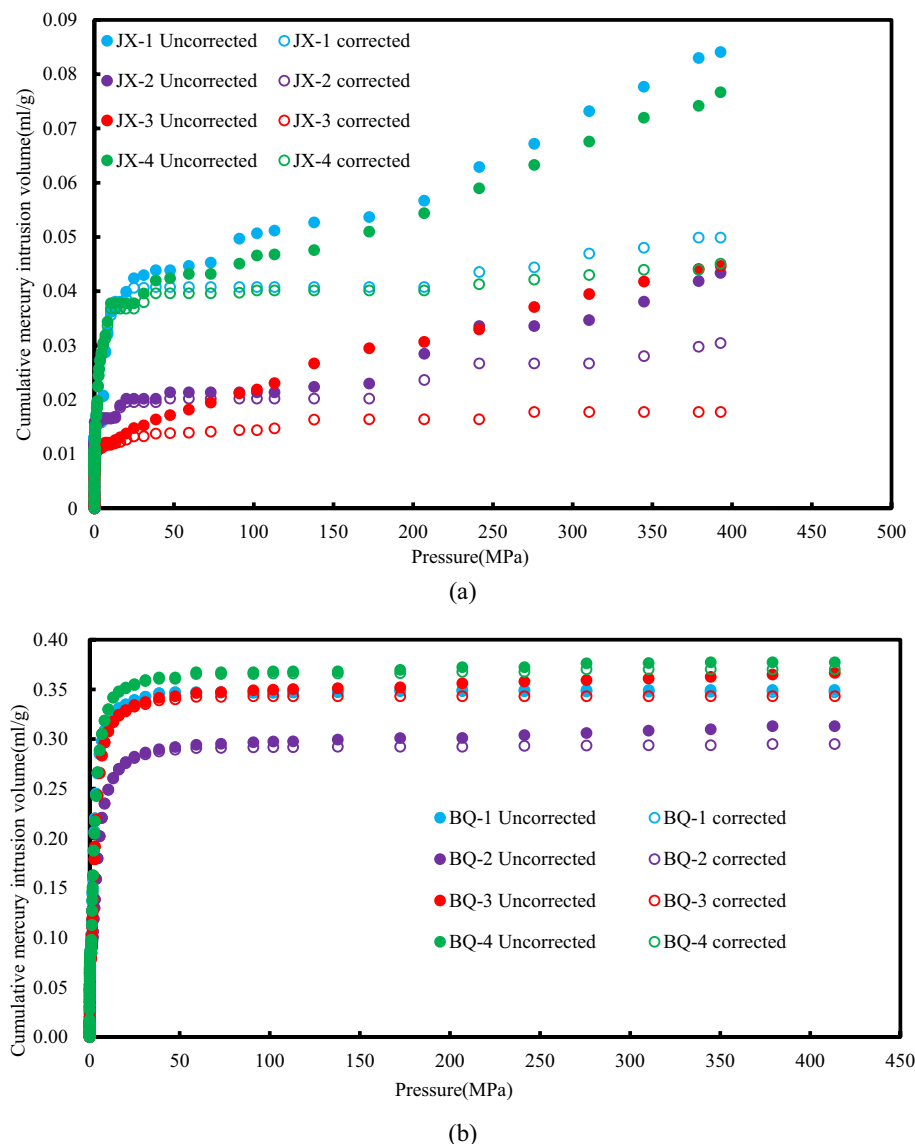 0.09
0.08
0.07
0.06
0.05
0.04
0.03
0.02
0.01
0
Cumulative mercury intrusion volume(ml/g)
JX-1 Uncorrected JX-1 corrected
JX-2 Uncorrected JX-2 corrected
JX-3 Uncorrected JX-3 corrected
JX-4 Uncorrected JX-4 corrected
0 50 100 150 200 250 300 350 400 450 500
Pressure(MPa)
(a)
0.40
0.35
0.30
0.25
0.20
0.15
0.10
0.05
0.00
Cumulative mercury intrusion volume(ml/g)
BQ-1 Uncorrected BQ-1 corrected
BQ-2 Uncorrected BQ-2 corrected
BQ-3 Uncorrected BQ-3 corrected
BQ-4 Uncorrected BQ-4 corrected
0 50 100 150 200 250 300 350 400 450
Pressure(MPa)
(b)